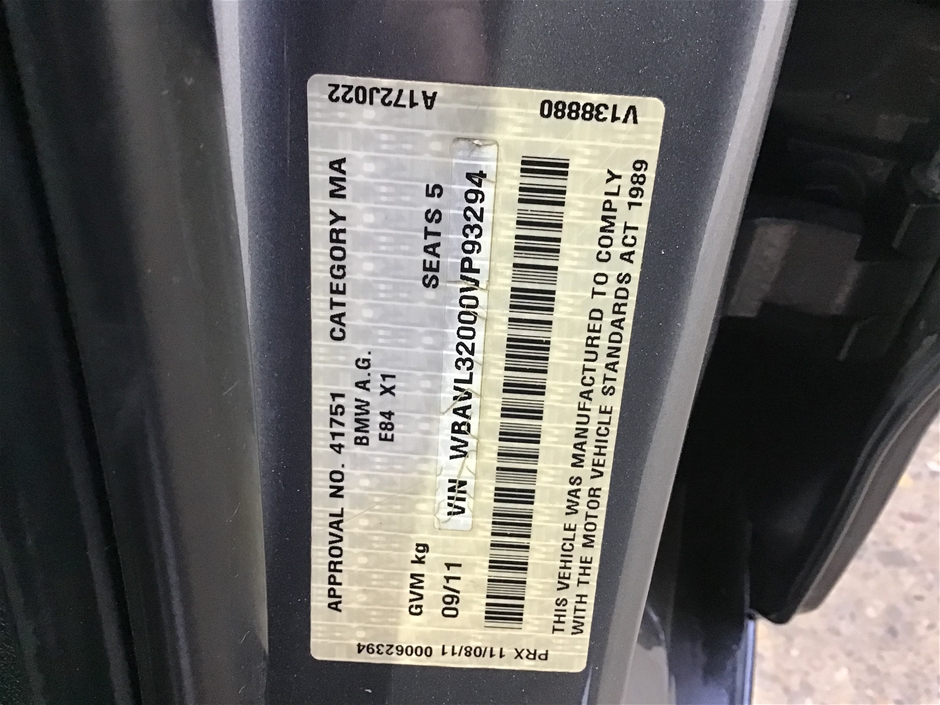 APPROVAL NO. 41751 CATEGORY MA
BMW A.G.
E84 X1
GVM kg SEATS 5
09/11 VIN WBAVL32000VP93294
THIS VEHICLE WAS MANUFACTURED TO COMPLY
WITH THE MOTOR VEHICLE STANDARDS ACT 1989
A172J022
V138880
PRX 11/08/11 00062394